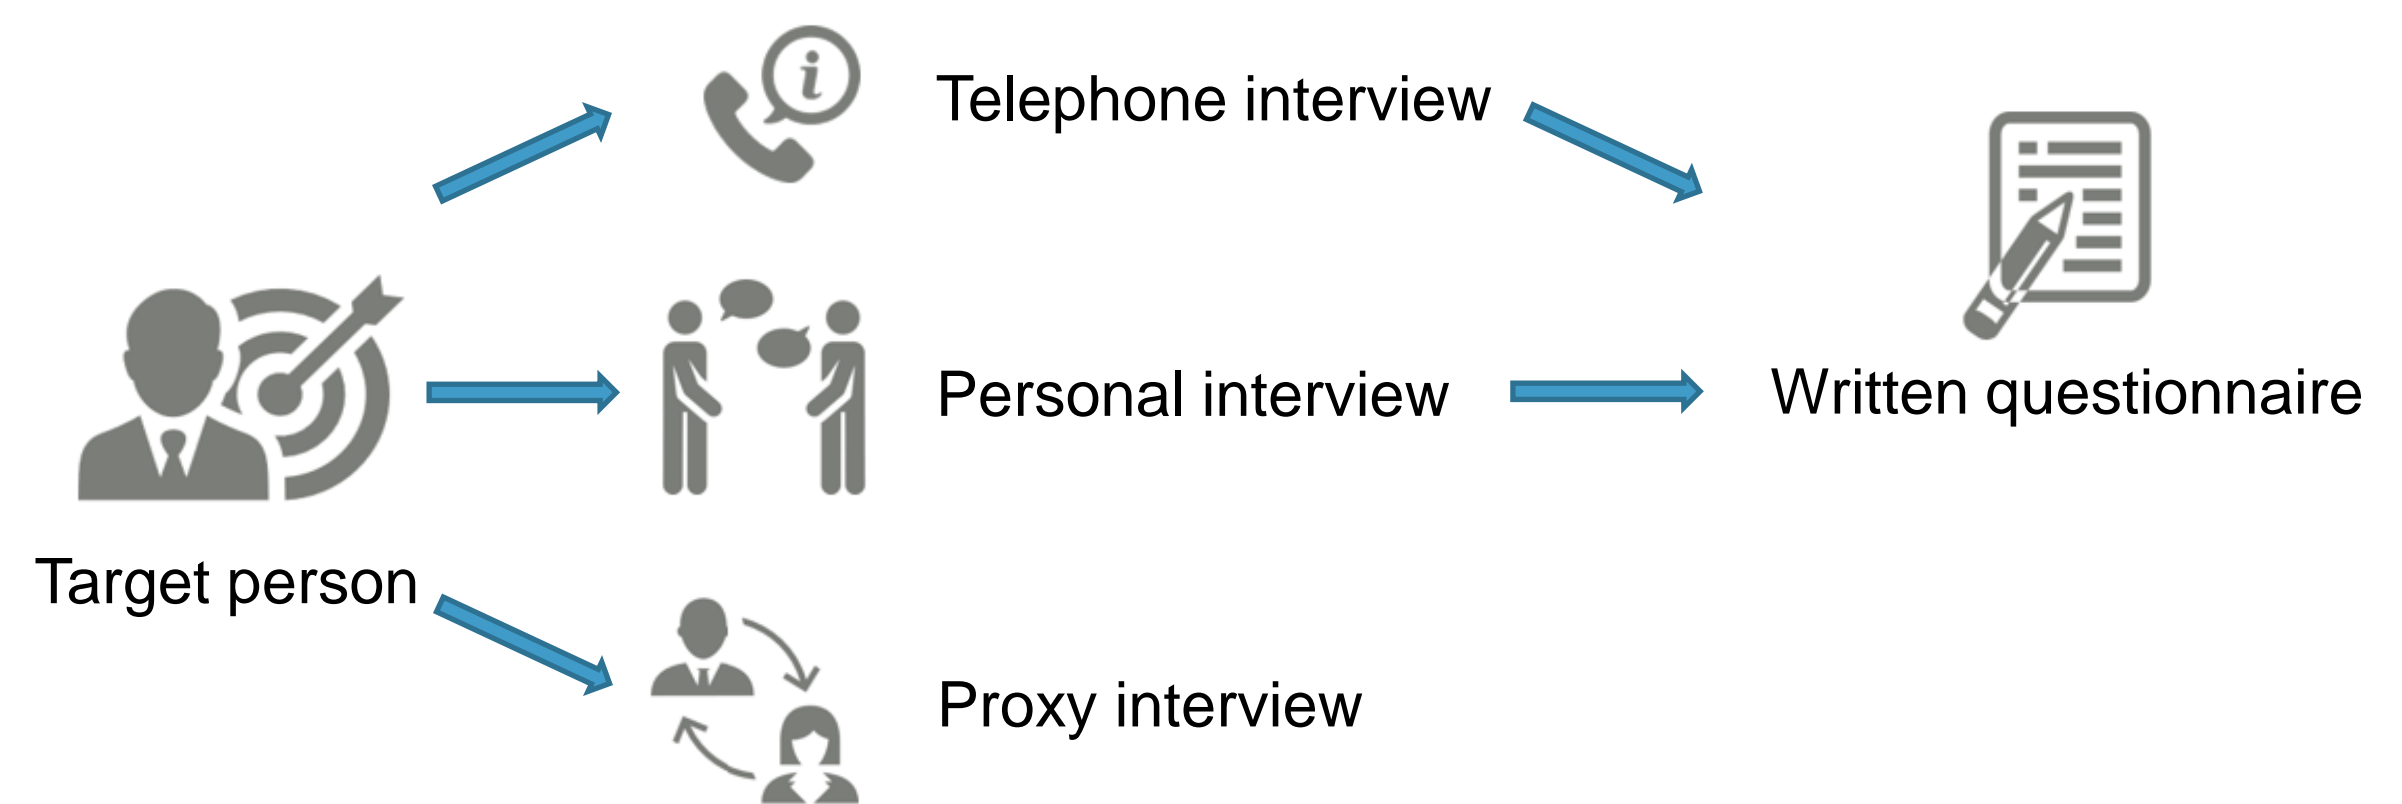 Telephone interview
Personal interview
Written questionnaire
Target person
Proxy interview